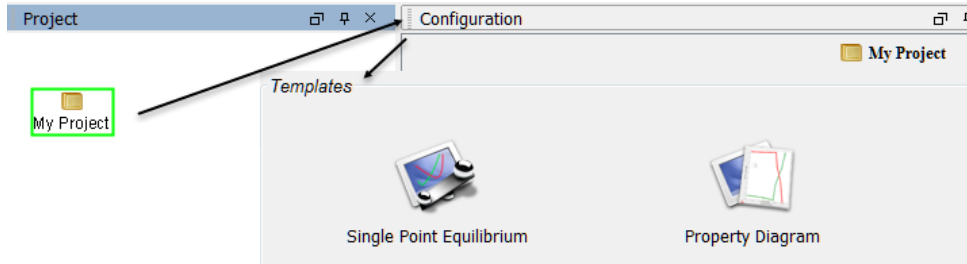 Project
Configuration
My Project
Templates
My Project
Single Point Equilibrium
Property Diagram